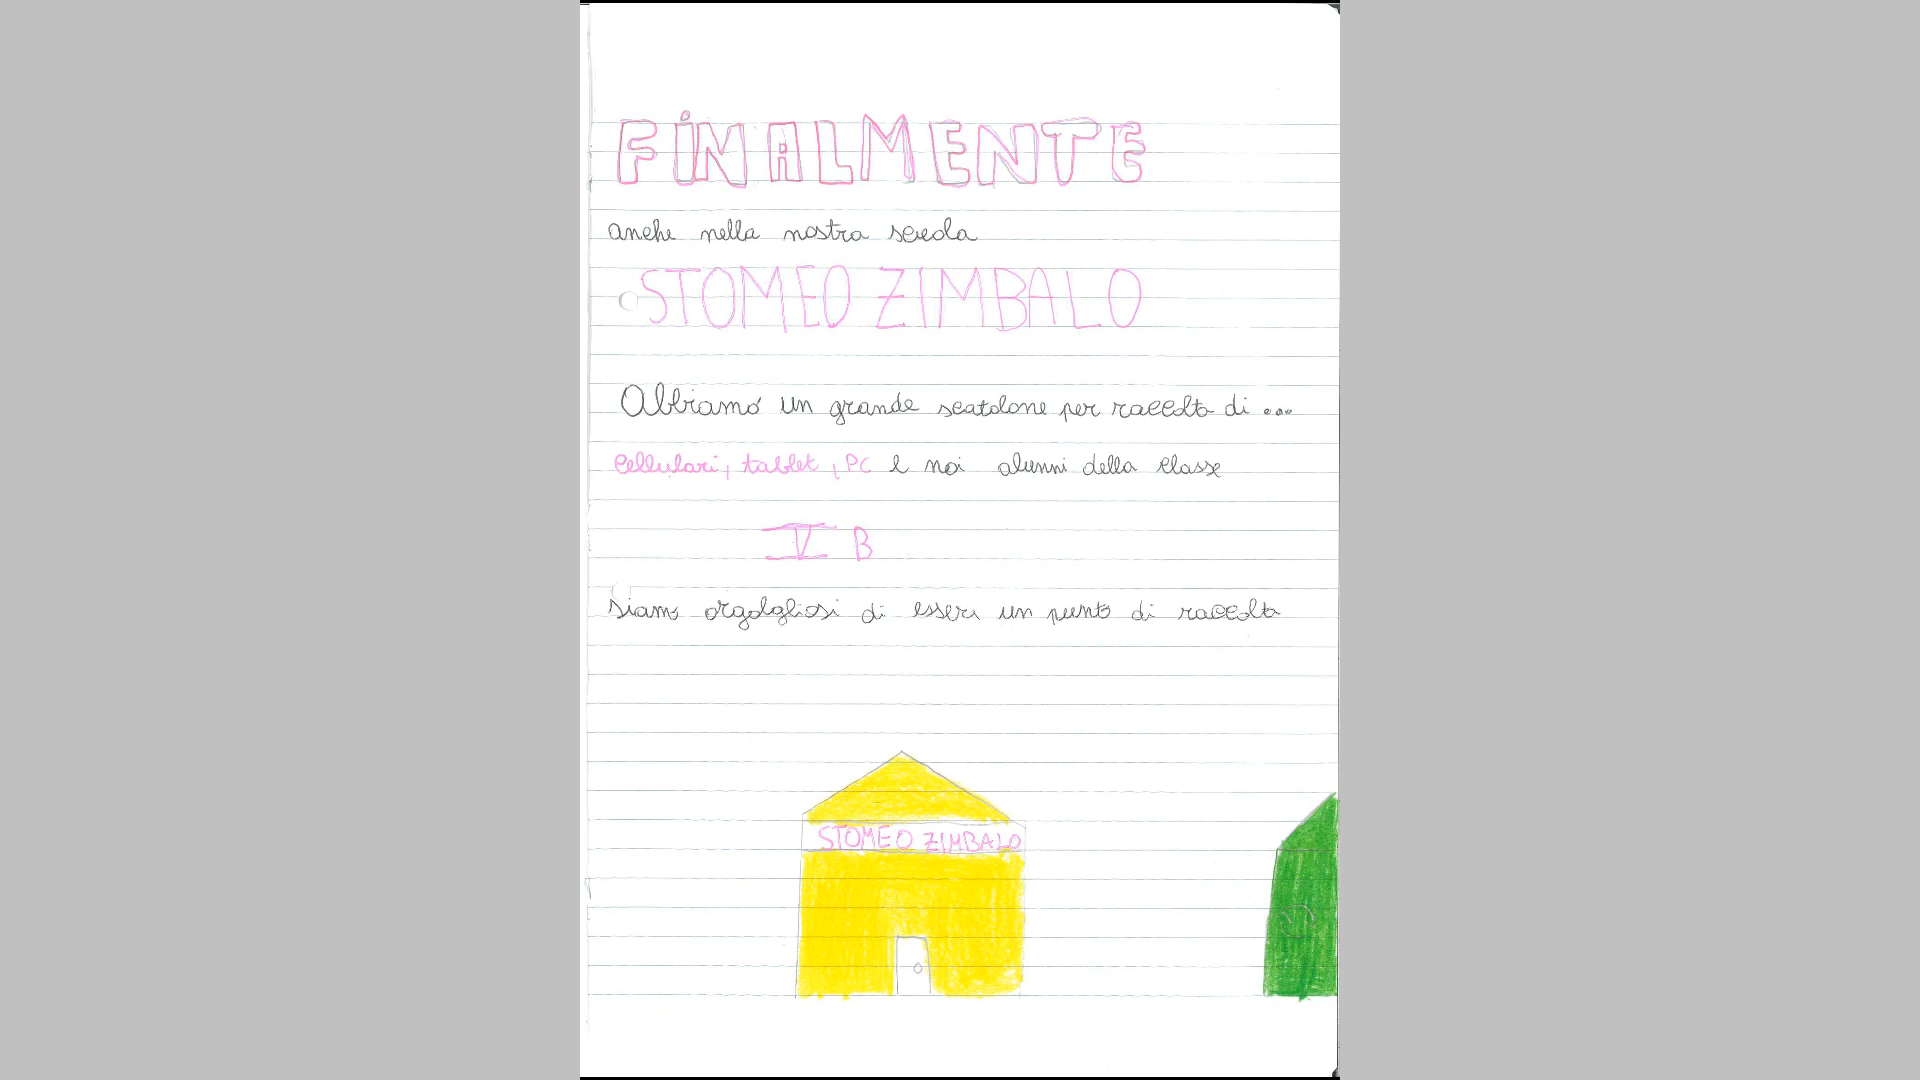 FINALMENTE
anche nella nostra scuola
STOMEO ZIMBALO
Abbiamo un grande scatolone per raccolta di ...
cellulari, tablet, PC e noi alunni della classe
V B
siamo orgolgliosi di essere un punto di raccolta
STOMEO ZIMBALO